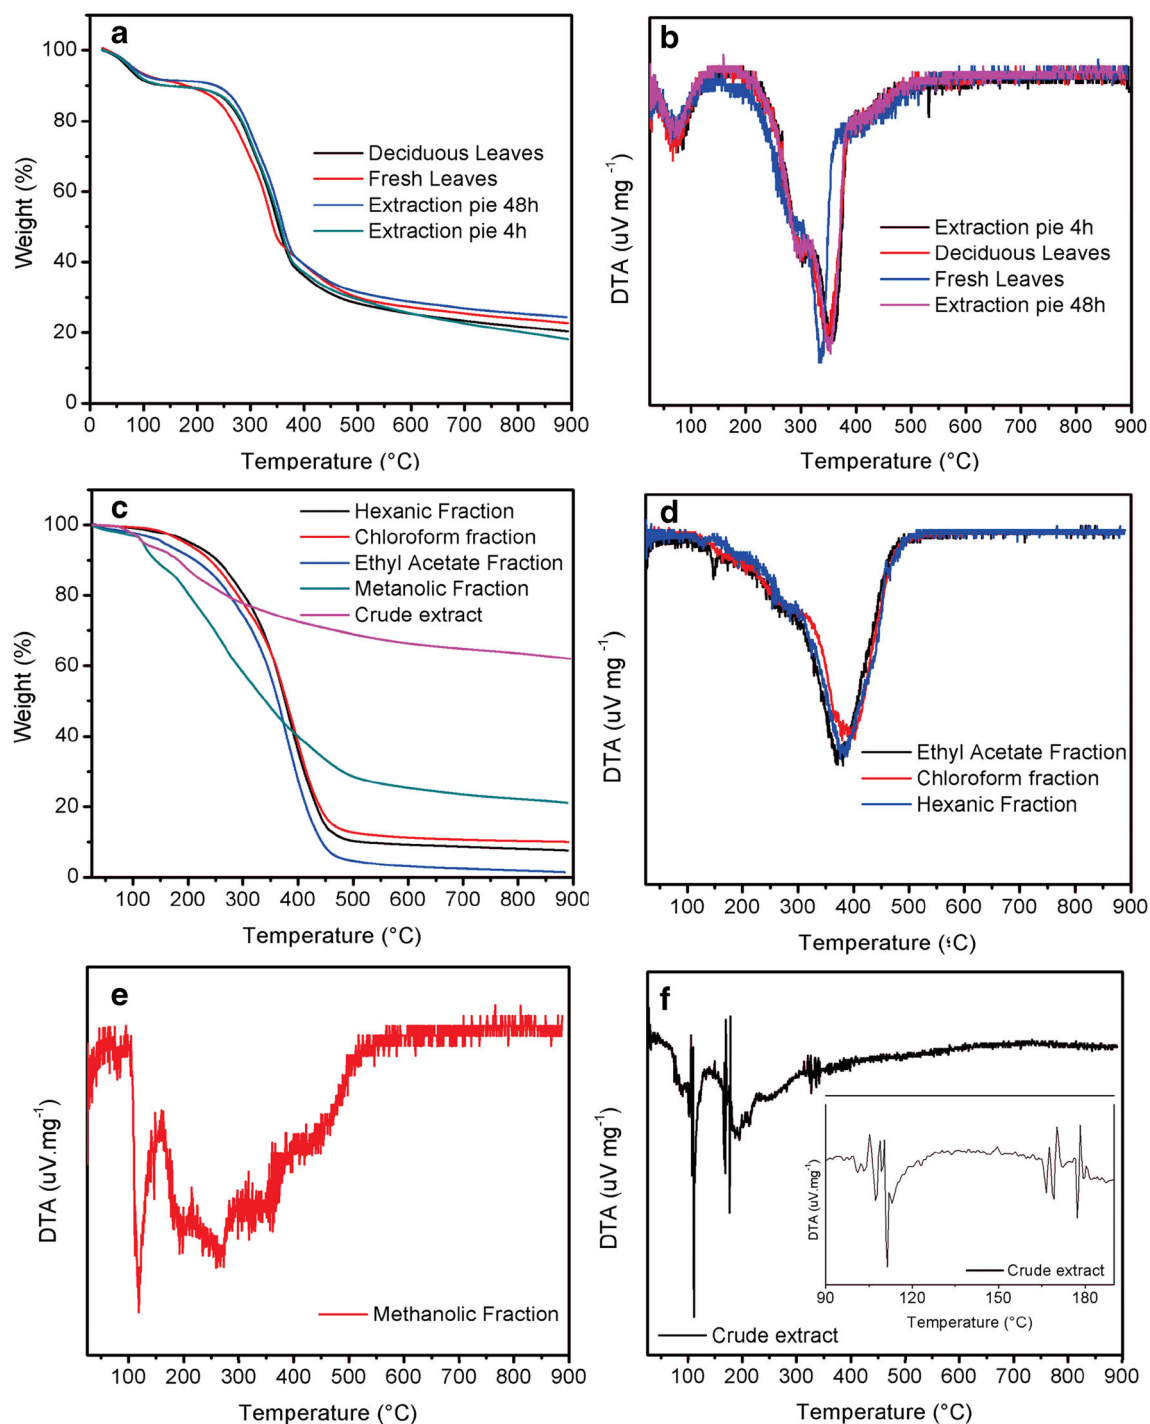 a
100
80
60
40
20
0
Weight (%)
Deciduous Leaves
Fresh Leaves
Extraction pie 48h
Extraction pie 4h
0 100 200 300 400 500 600 700 800 900
Temperature (°C)
b
DTA (uV mg-1)
Extraction pie 4h
Deciduous Leaves
Fresh Leaves
Extraction pie 48h
100 200 300 400 500 600 700 800 900
Temperature (°C)
c
100
80
60
40
20
0
Weight (%)
Hexanic Fraction
Chloroform fraction
Ethyl Acetate Fraction
Metanolic Fraction
Crude extract
100 200 300 400 500 600 700 800 900
Temperature (°C)
d
DTA (uV mg-1)
Ethyl Acetate Fraction
Chloroform fraction
Hexanic Fraction
100 200 300 400 500 600 700 800 900
Temperature (°C)
e
DTA (uV.mg-1)
Methanolic Fraction
100 200 300 400 500 600 700 800 900
Temperature (°C)
f
DTA (uV.mg-1)
Crude extract
100 200 300 400 500 600 700 800 900
Temperature (°C)
DTA (uV.mg-1)
Crude extract
90 120 150 180
Temperature (°C)